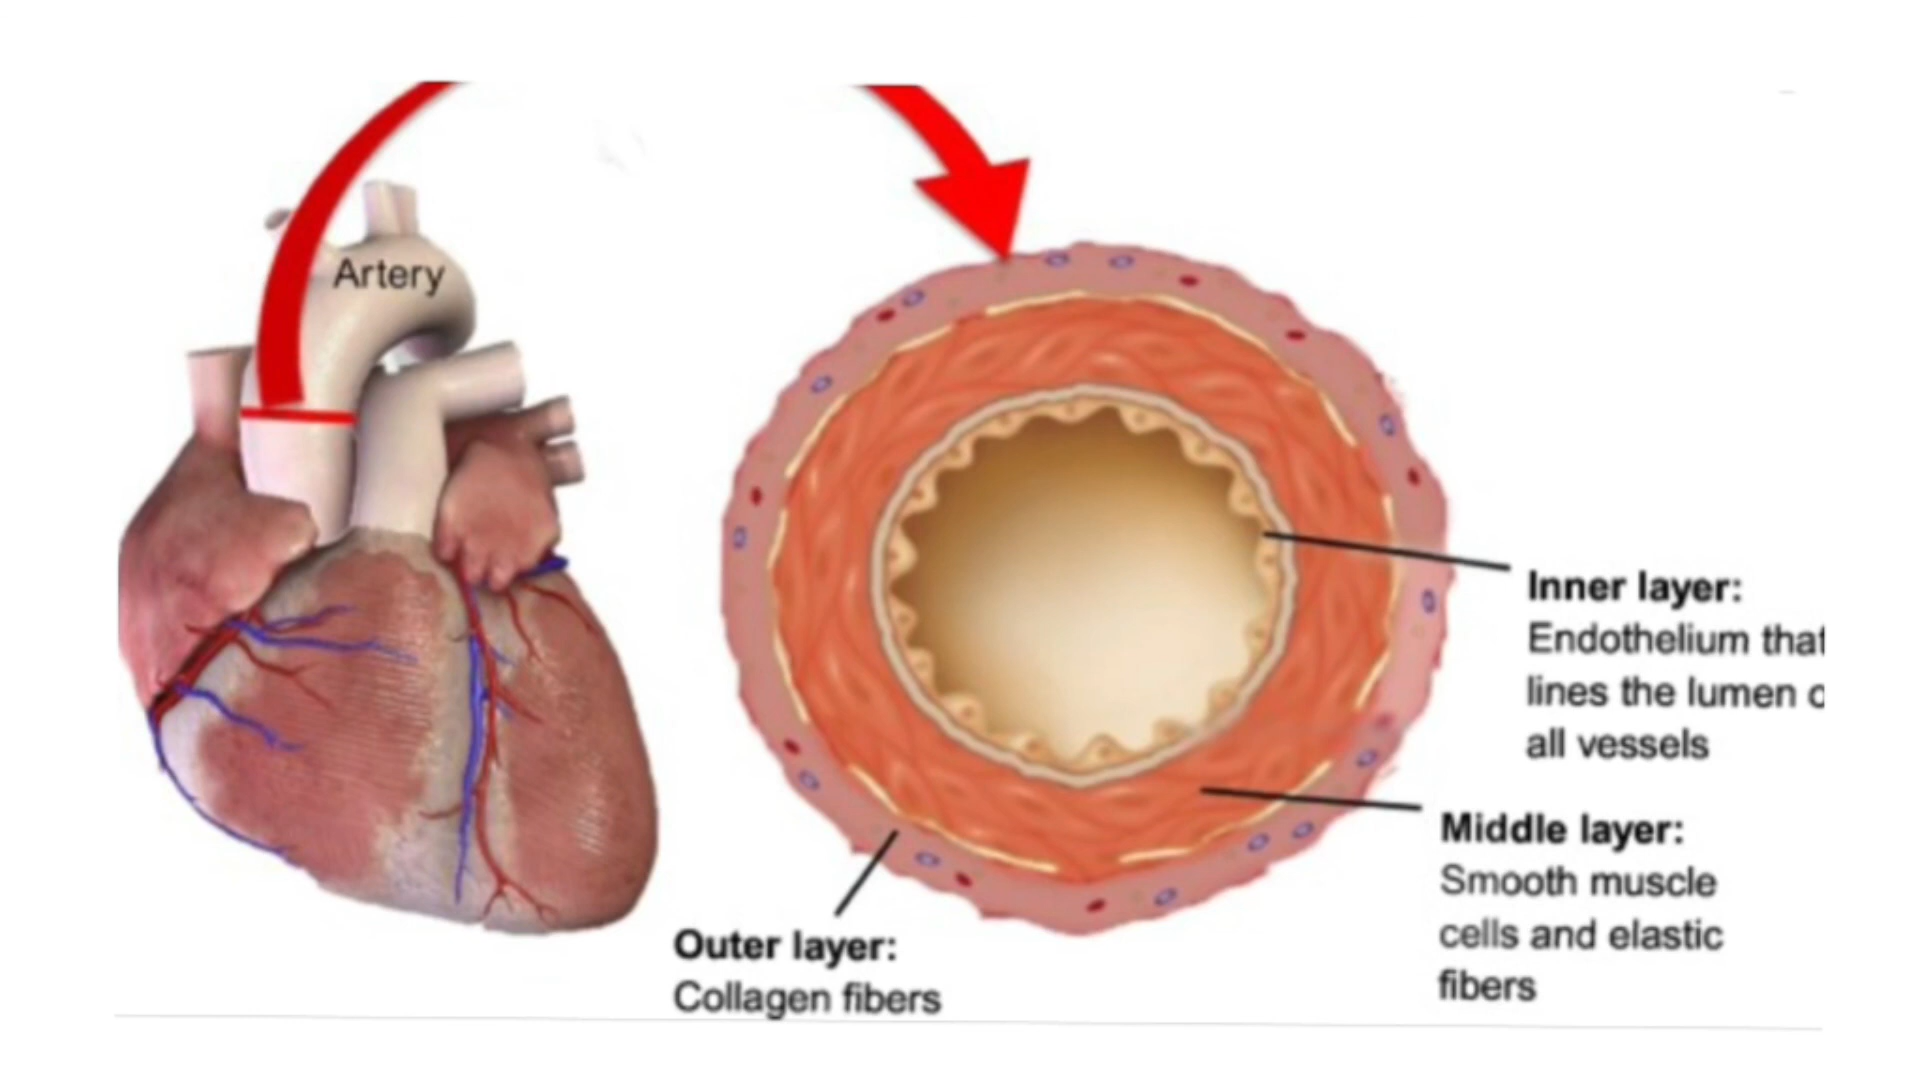 Artery
Inner layer:
Endothelium that
lines the lumen
all vessels
Middle layer:
Smooth muscle
cells and elastic
fibers
Outer layer:
Collagen fibers